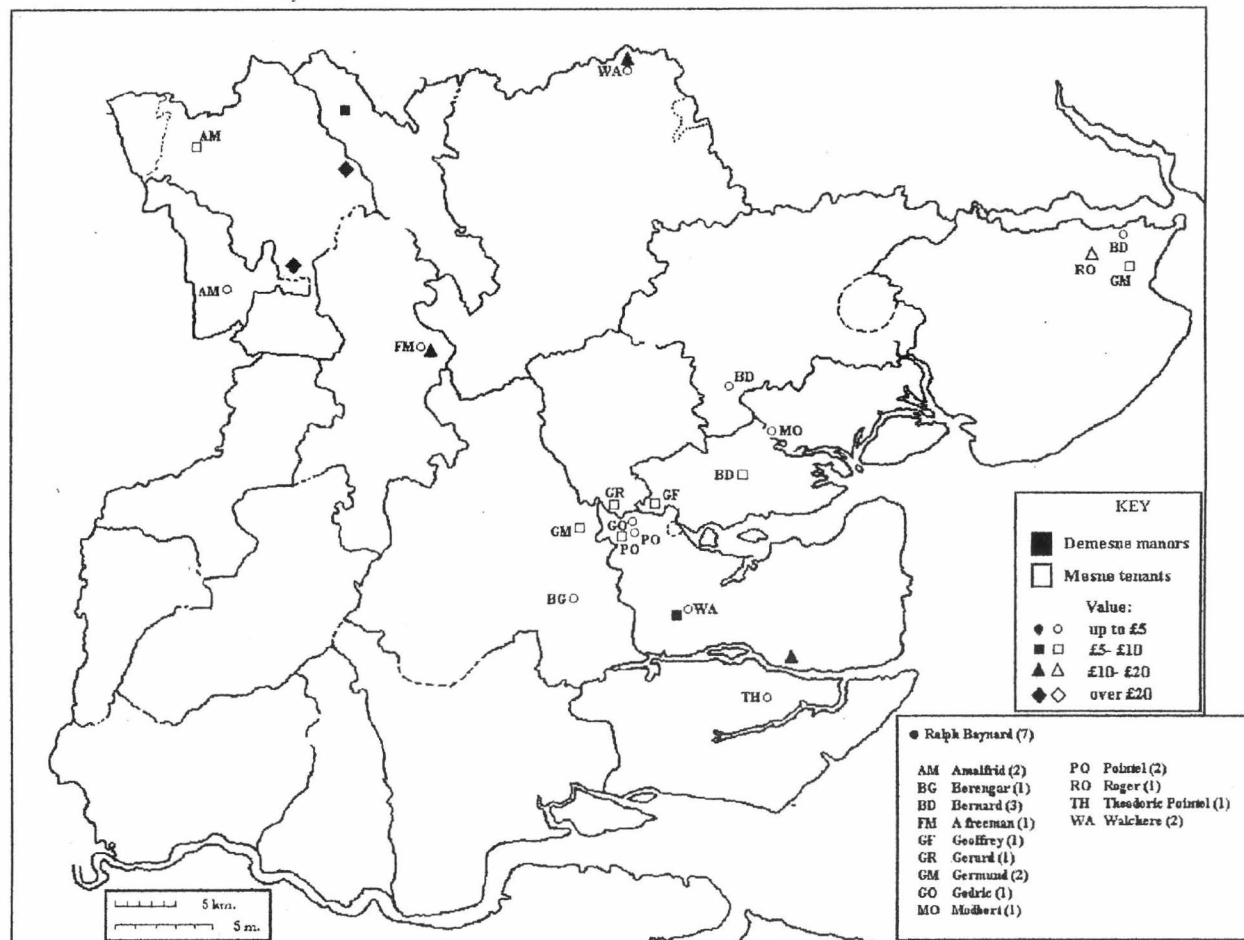 WA
AM
BD
RO
GM
AM
FM
BD
MO
BD
GR
GF
GM
GO
PO
PO
BG
WA
TH
KEY
Demesne manors
Mesne tenants
Value:
up to £5
£5- £10
£10- £20
over £20
Ralph Baynard (7)
AM Amalfrid (2)
BG Berengar (1)
BD Bernard (3)
FM A freeman (1)
GF Geoffrey (1)
GR Gerard (1)
GM Germund (2)
GO Godric (1)
MO Modbert (1)
PO Pointel (2)
RO Roger (1)
TH Theodoric Pointel (1)
WA Walchere (2)
5 km.
5 m.